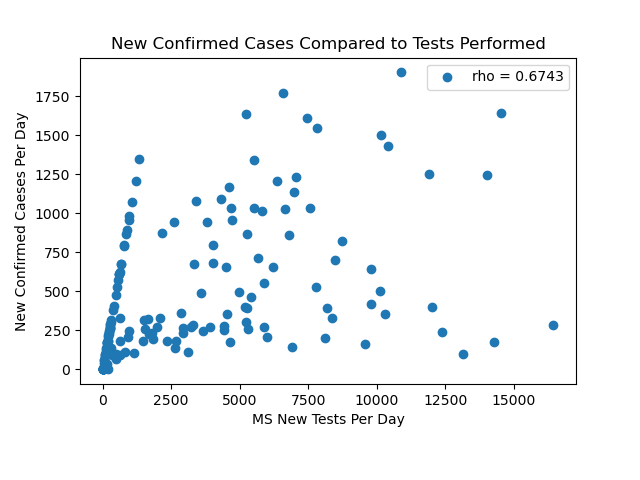 New Confirmed Cases Compared to Tests Performed
rho = 0.6743
New Confirmed Caeses Per Day
1750
1500
1250
1000
750
500
250
0
0 2500 5000 7500 10000 12500 15000
MS New Tests Per Day